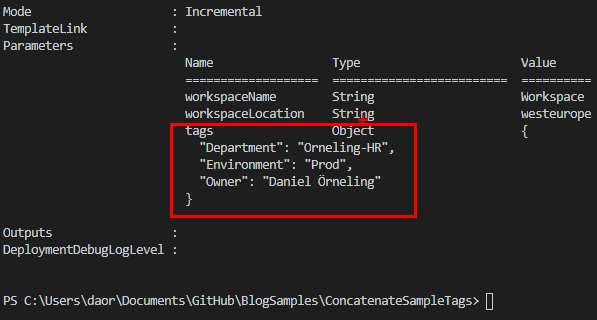 Mode                    : Incremental
TemplateLink            :
Parameters              :
                          Name                 Type                       Value
                          ===================  =========================  ==========
                          workspaceName        String                     Workspace
                          workspaceLocation    String                     westeurope
                          tags                 Object                     {
                            "Department": "Orneling-HR",
                            "Environment": "Prod",
                            "Owner": "Daniel Örneling"
                          }
Outputs                 :
DeploymentDebugLogLevel :
PS C:\Users\daor\Documents\GitHub\BlogSamples\ConcatenateSampleTags>